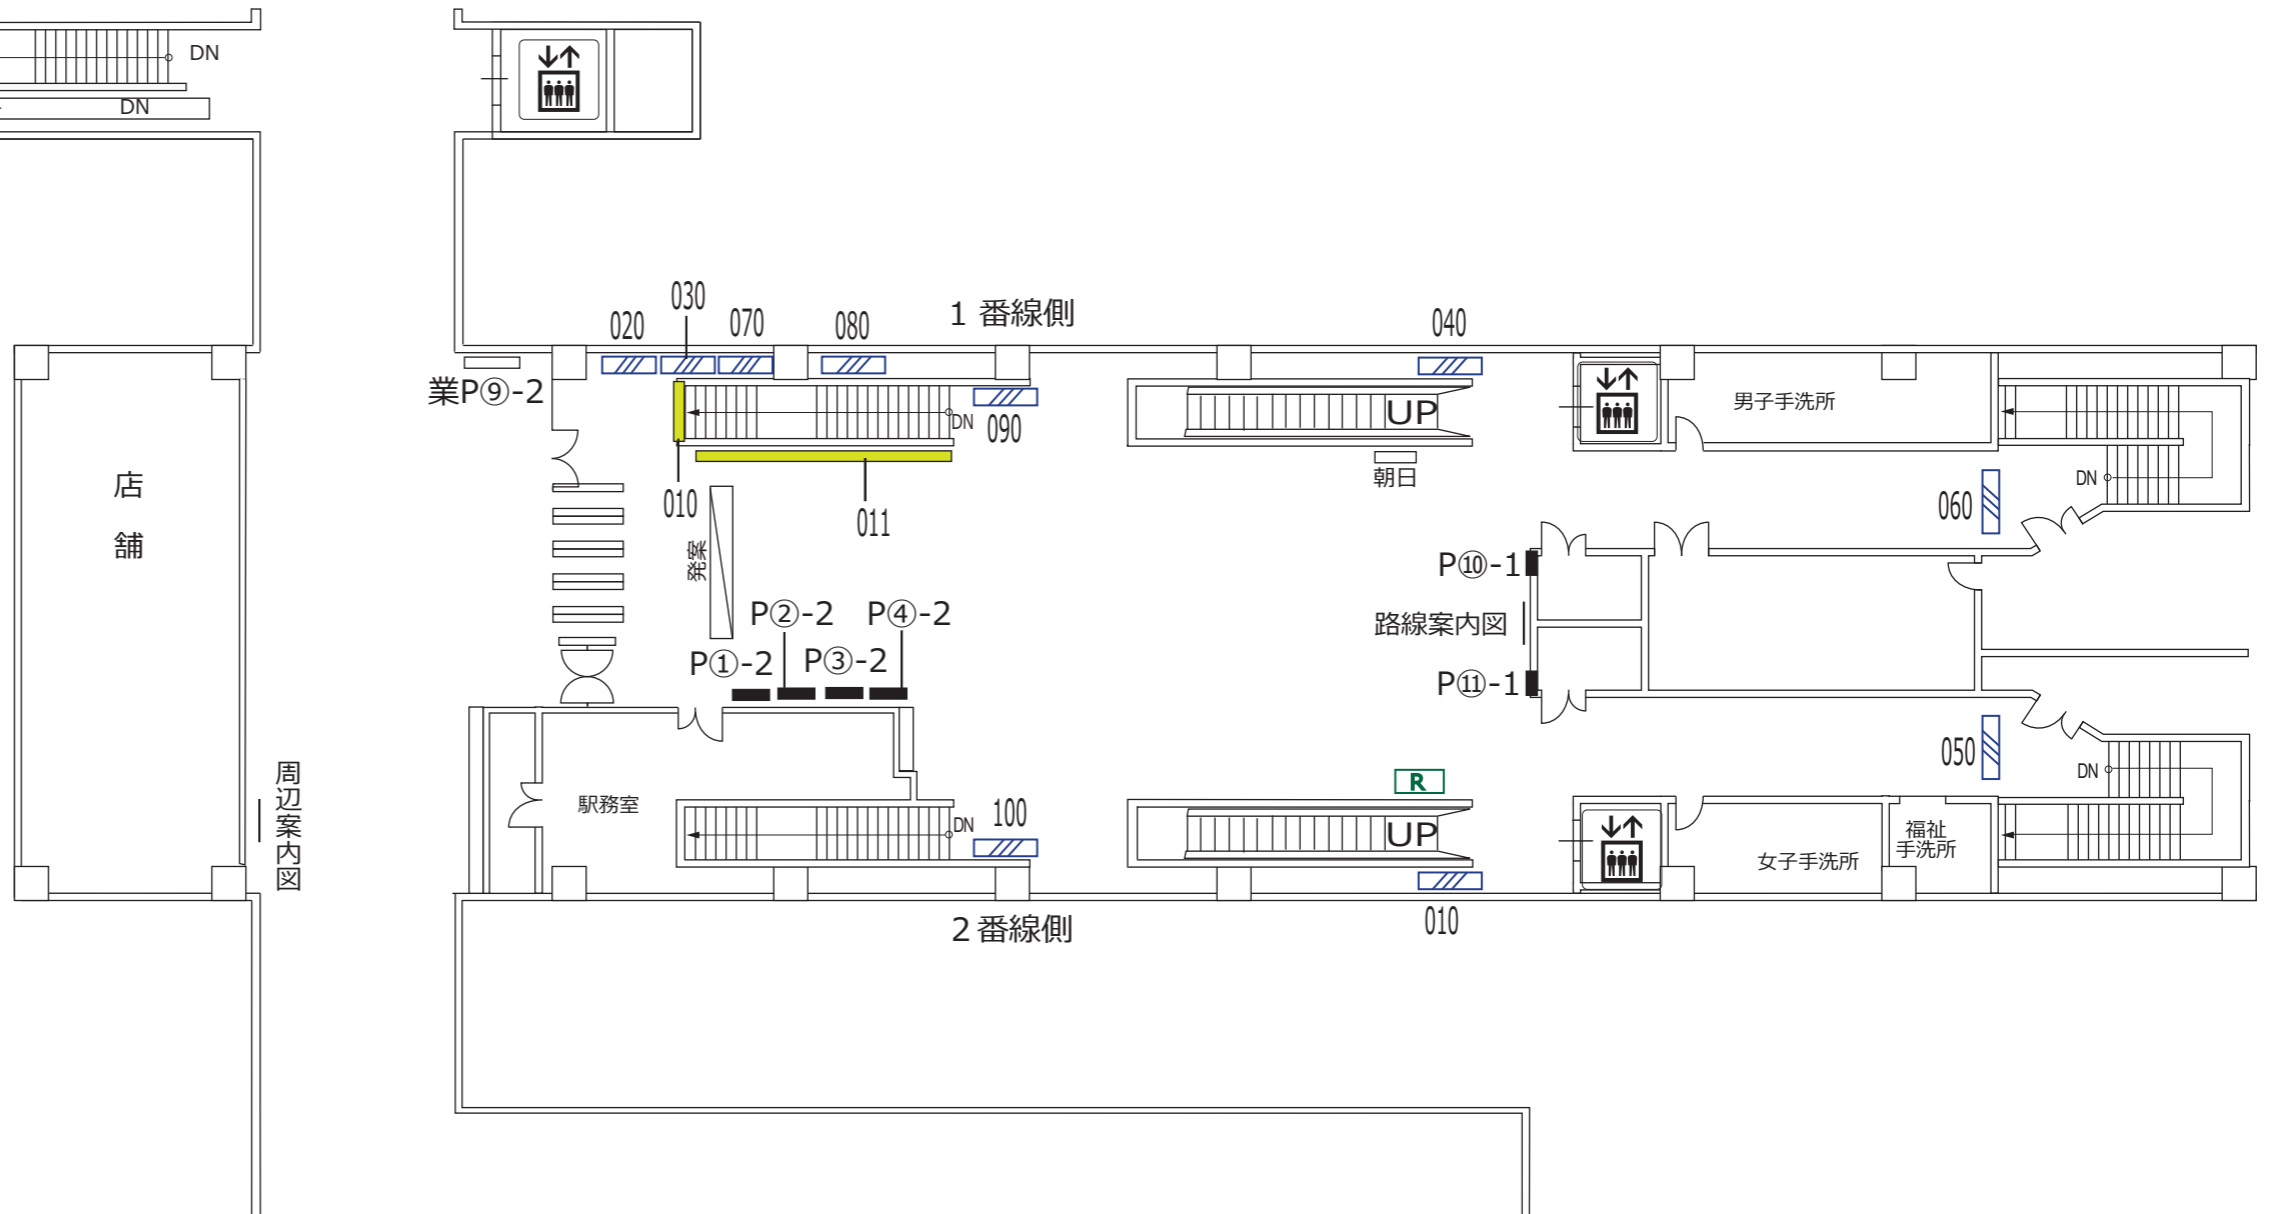 DN
DN
030
020
070
080
1 番線側
040
業P⑨-2
DN
090
UP
男子手洗所
朝日
010
011
DN
060
店舗
発案
P②-2
P④-2
P⑩-1
路線案内図
P①-2
P③-2
P⑪-1
周辺案内図
駅務室
R
050
DN
100
DN
UP
女子手洗所
福祉
手洗所
010
2 番線側